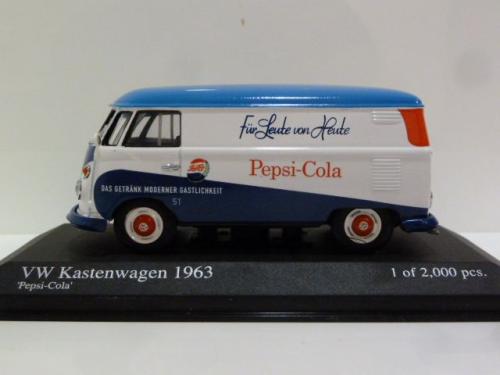 Für Leute von Heute
Pepsi-Cola
DAS GETRÄNK MODERNER GASTLICHKEIT
51
VW Kastenwagen 1963
1 of 2,000 pcs.
'Pepsi-Cola'